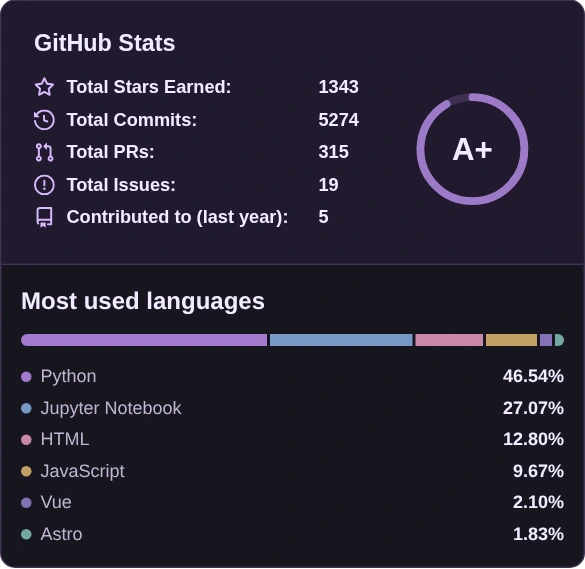 GitHub Stats
Total Stars Earned: 1343
Total Commits: 5274
Total PRs: 315
Total Issues: 19
Contributed to (last year): 5
A+
Most used languages
Python 46.54%
Jupyter Notebook 27.07%
HTML 12.80%
JavaScript 9.67%
Vue 2.10%
Astro 1.83%